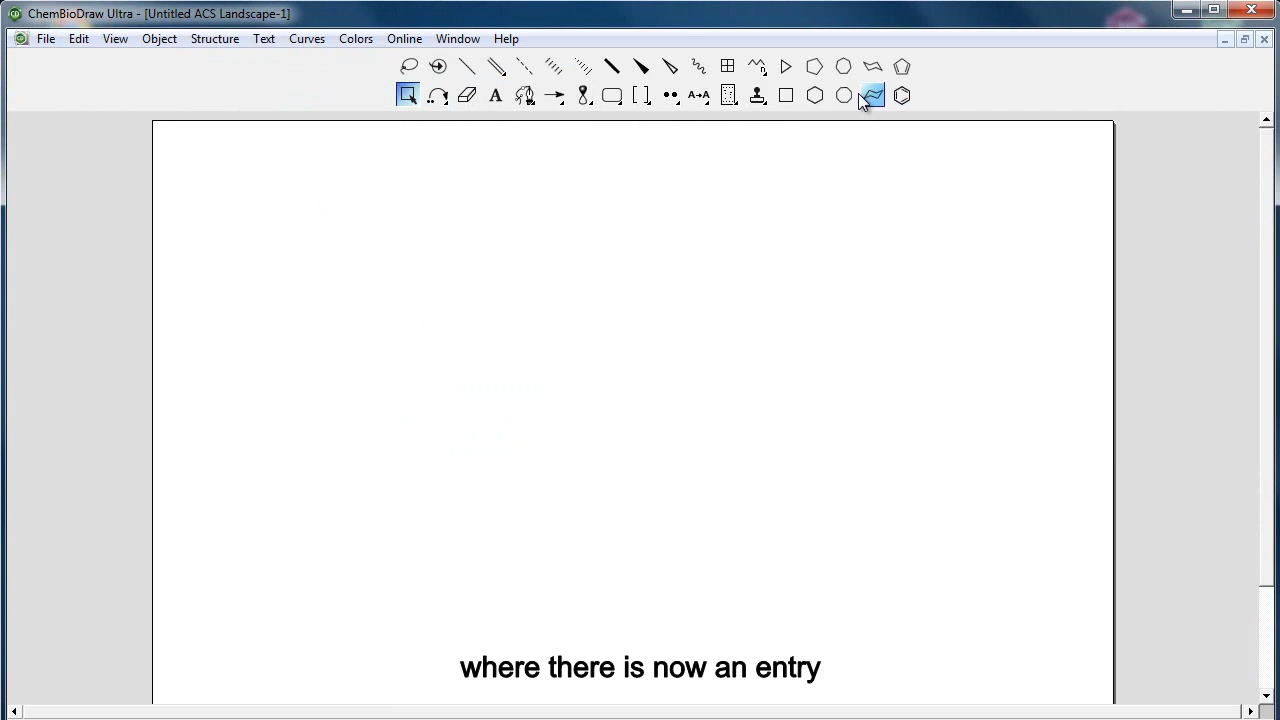 ChemBioDraw Ultra - [Untitled ACS Landscape-1]
File Edit View Object Structure Text Curves Colors Online Window Help
A
A→A
where there is now an entry